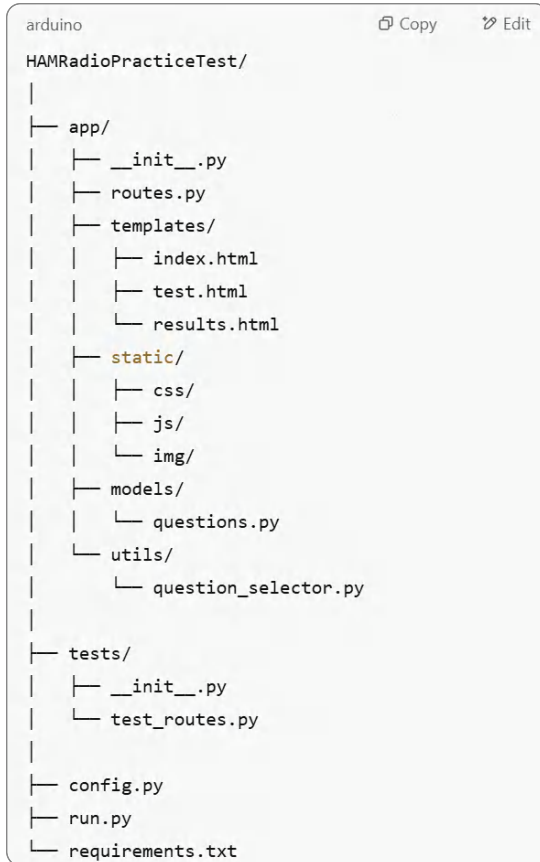 arduino Copy Edit
HAMRadioPracticeTest/
│
├── app/
│   ├── __init__.py
│   ├── routes.py
│   ├── templates/
│   │   ├── index.html
│   │   ├── test.html
│   │   └── results.html
│   ├── static/
│   │   ├── css/
│   │   ├── js/
│   │   └── img/
│   ├── models/
│   │   └── questions.py
│   └── utils/
│       └── question_selector.py
│
├── tests/
│   ├── __init__.py
│   └── test_routes.py
│
├── config.py
├── run.py
└── requirements.txt